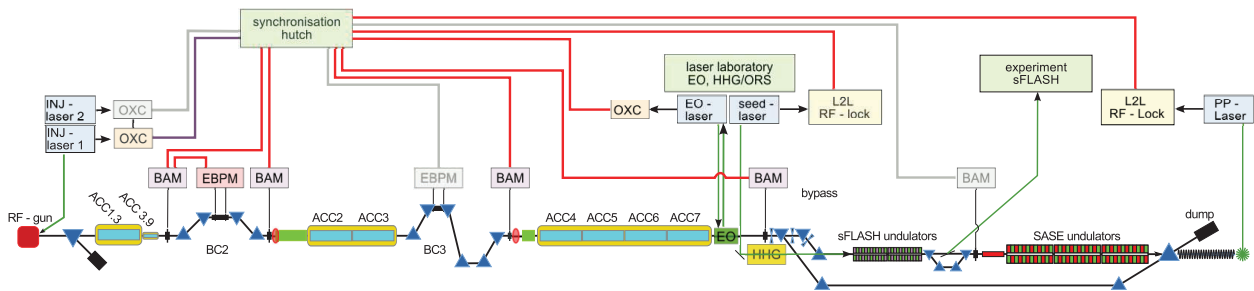 synchronisation
hutch
laser laboratory
EO, HHG/ORS
experiment
sFLASH
INJ -
laser 2
OXC
INJ -
laser 1
OXC
OXC
EO -
laser
seed -
laser
L2L
RF - lock
L2L
RF - Lock
PP -
Laser
BAM
EBPM
BAM
EBPM
BAM
BAM
BAM
bypass
RF - gun
ACC1.3
ACC 3.9
BC2
ACC2
ACC3
BC3
ACC4
ACC5
ACC6
ACC7
EO
HHG
sFLASH undulators
SASE undulators
dump